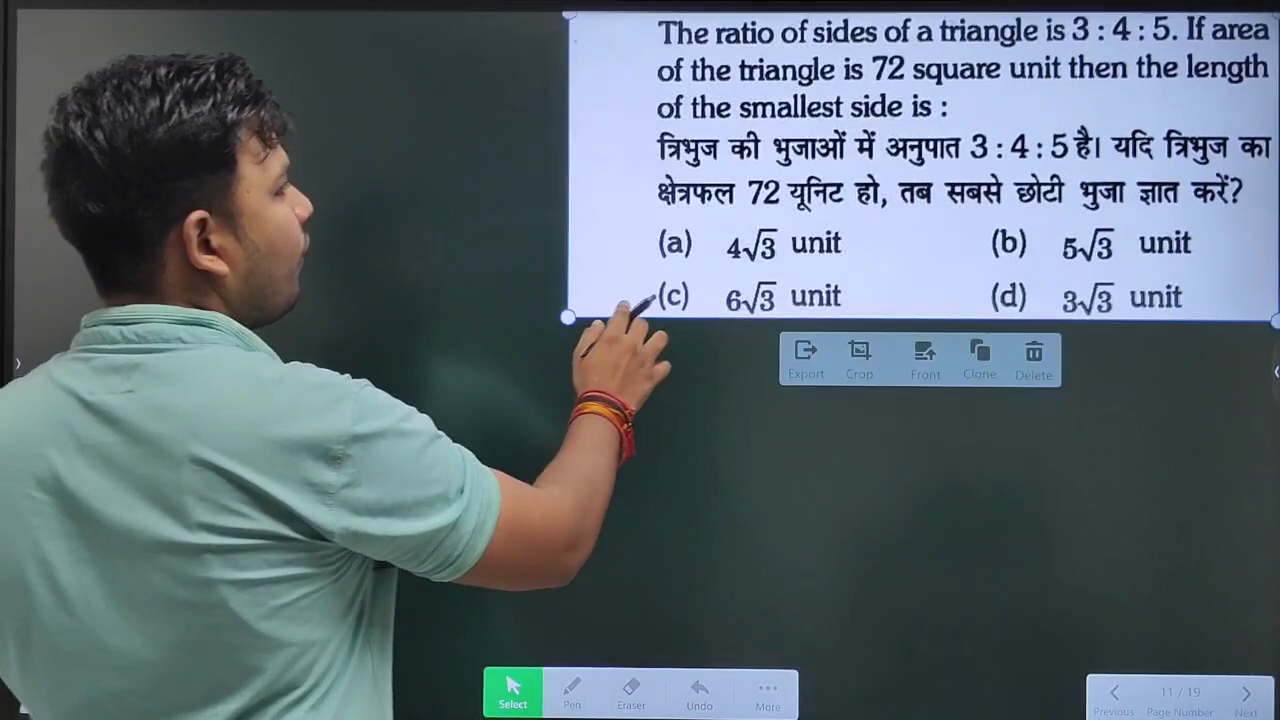 The ratio of sides of a triangle is 3 : 4 : 5. If area
of the triangle is 72 square unit then the length
of the smallest side is :
त्रिभुज की भुजाओं में अनुपात 3 : 4 : 5 है। यदि त्रिभुज का
क्षेत्रफल 72 यूनिट हो, तब सबसे छोटी भुजा ज्ञात करें?
(a) 4√3 unit (b) 5√3 unit
(c) 6√3 unit (d) 3√3 unit
Export Crop Front Clone Delete
Select Pen Eraser Undo More
Previous 11 / 19 Page Number Next